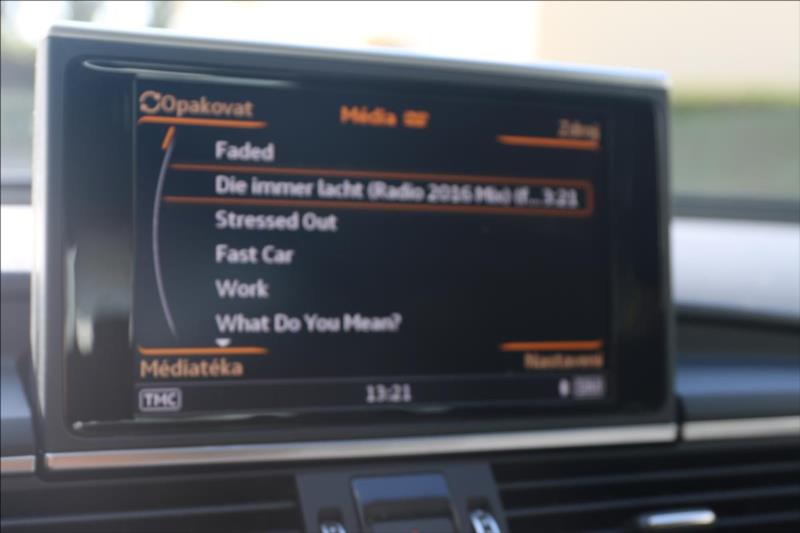 Opakovat
Média
Zdroj
Faded
Die immer lacht (Radio 2016 Mix) (f... 3:21
Stressed Out
Fast Car
Work
What Do You Mean?
Médiatéka
Nastavení
TMC
13:21